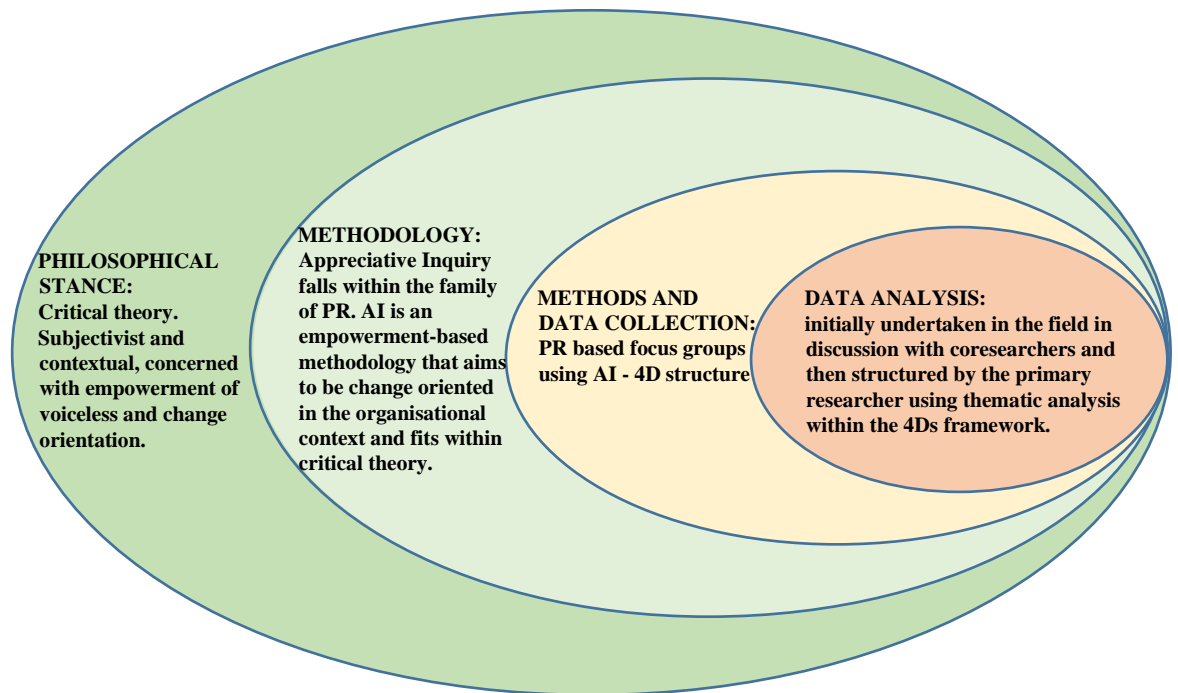 PHILOSOPHICAL
STANCE:
Critical theory.
Subjectivist and
contextual, concerned
with empowerment of
voiceless and change
orientation.
METHODOLOGY:
Appreciative Inquiry
falls within the family
of PR. AI is an
empowerment-based
methodology that aims
to be change oriented
in the organisational
context and fits within
critical theory.
METHODS AND
DATA COLLECTION:
PR based focus groups
using AI - 4D structure
DATA ANALYSIS:
initially undertaken in the field in
discussion with coresearchers and
then structured by the primary
researcher using thematic analysis
within the 4Ds framework.